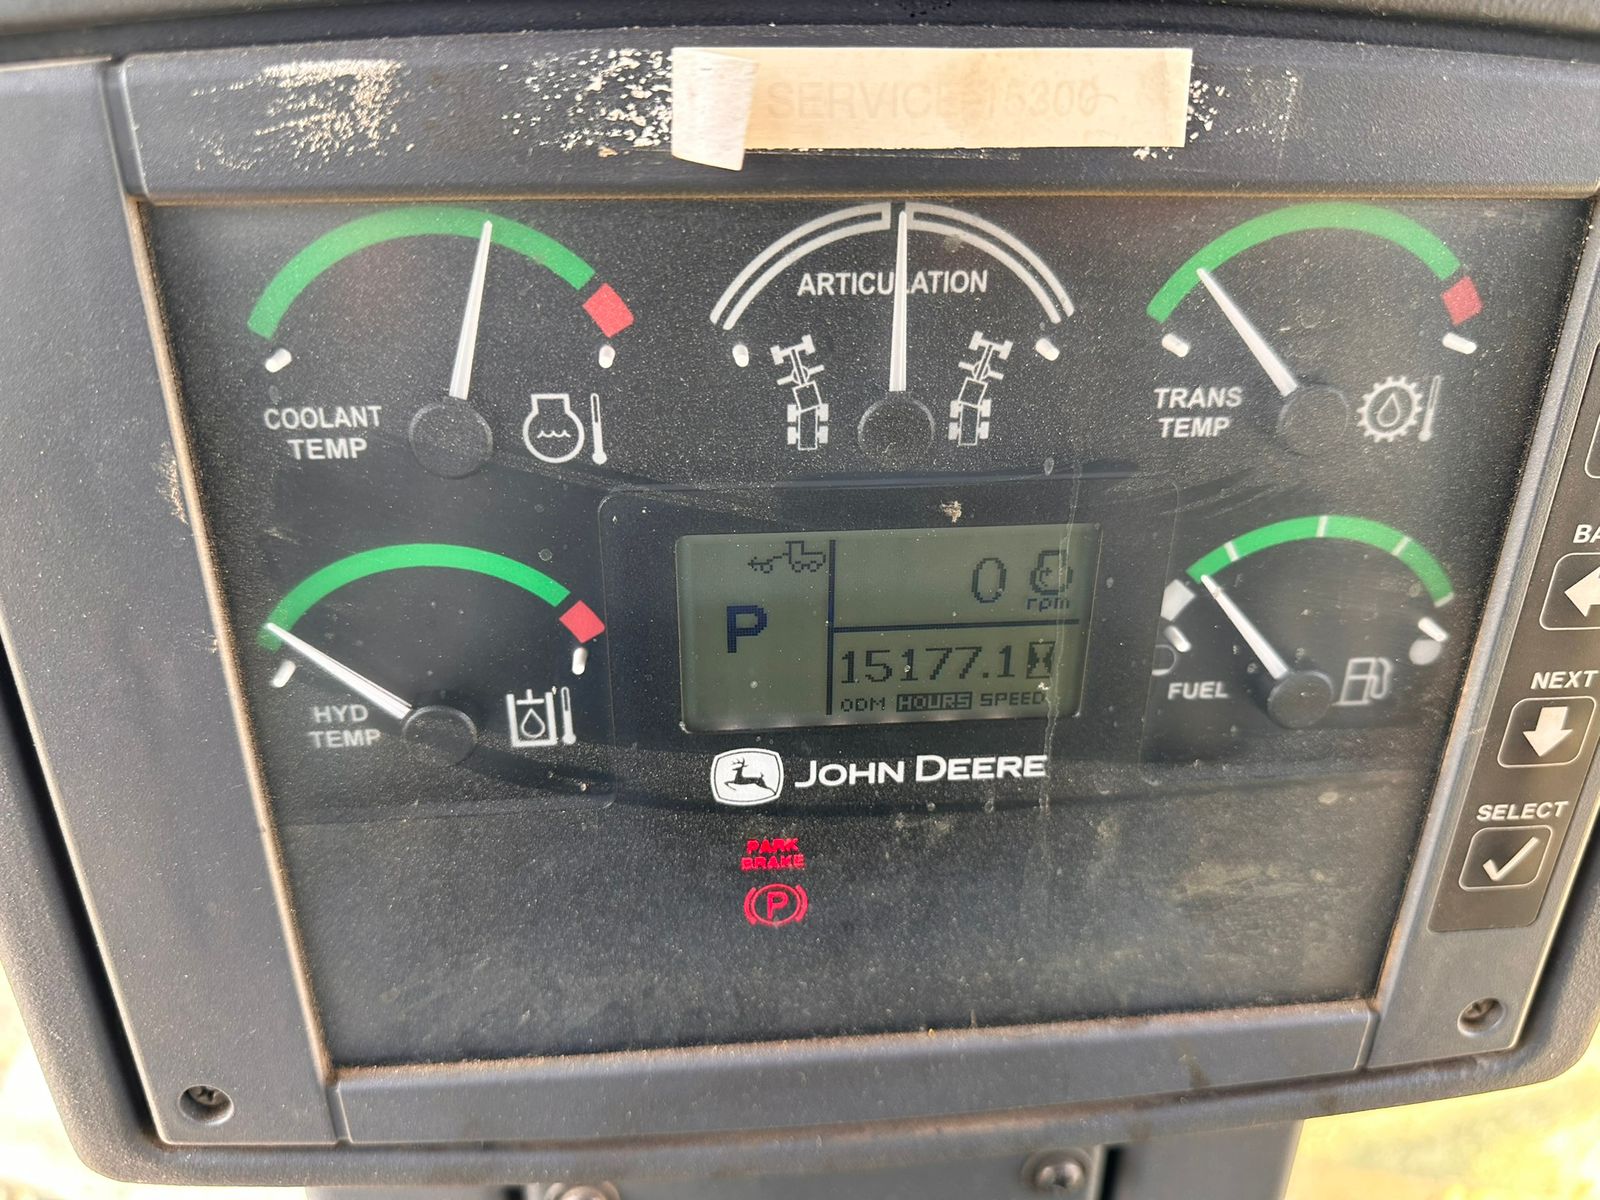 SERVICE 15300
ARTICULATION
COOLANT
TEMP
TRANS
TEMP
HYD
TEMP
P
0
rpm
15177.1
ODM HOURS SPEED
FUEL
JOHN DEERE
PARK
BRAKE
P
NEXT
SELECT